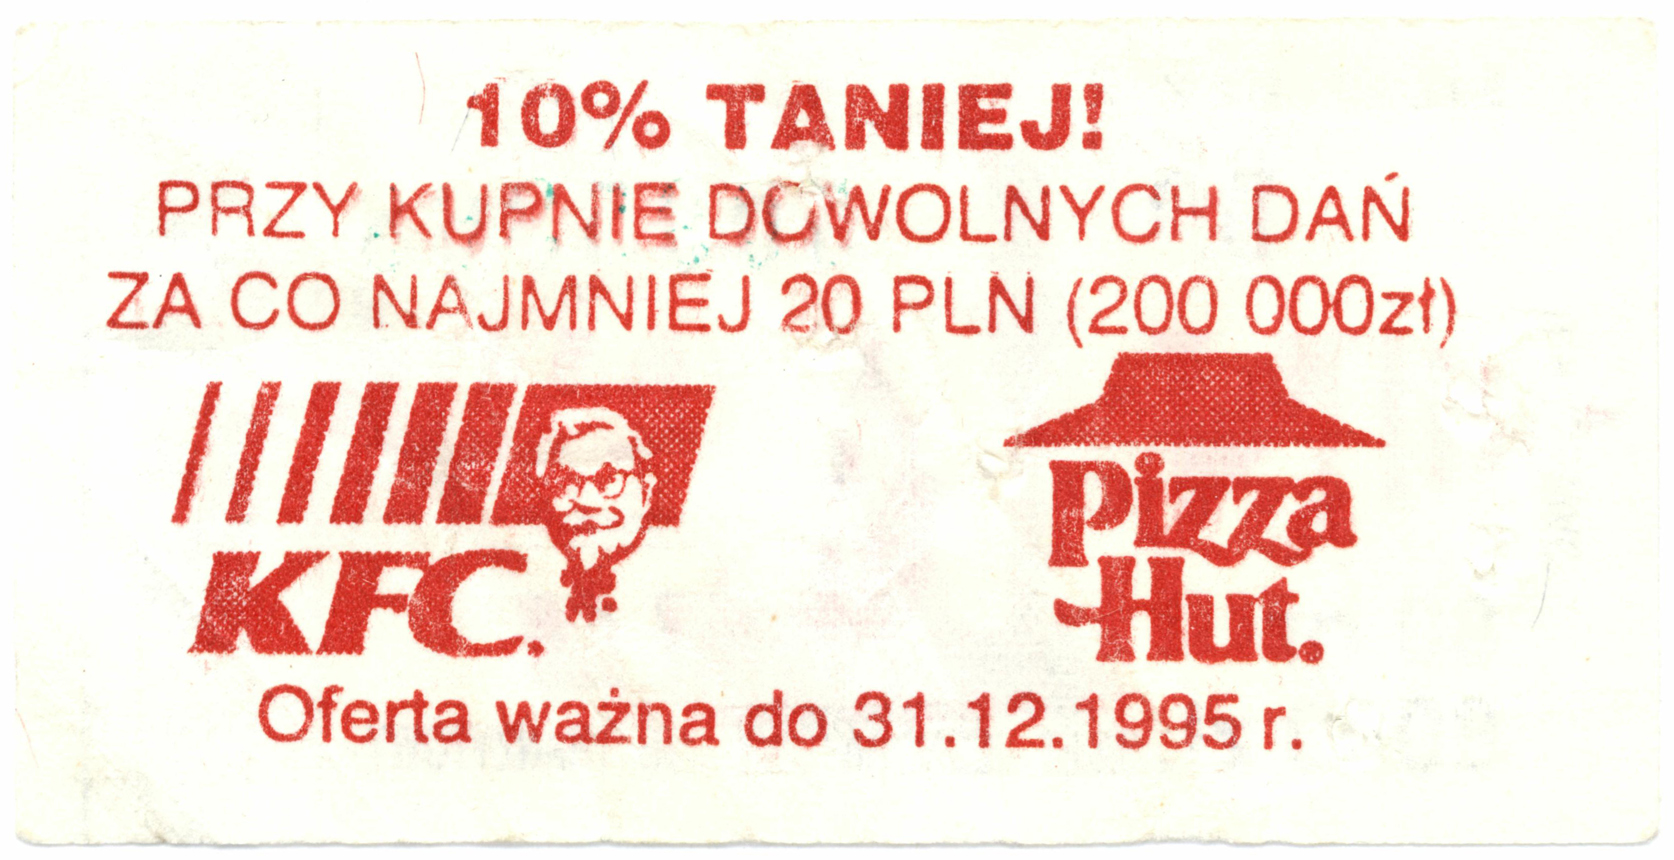 10% TANIEJ!
PRZY KUPNIE DOWOLNYCH DAŃ
ZA CO NAJMNIEJ 20 PLN (200 000zł)
KFC.
Pizza
Hut.
Oferta ważna do 31.12.1995 r.